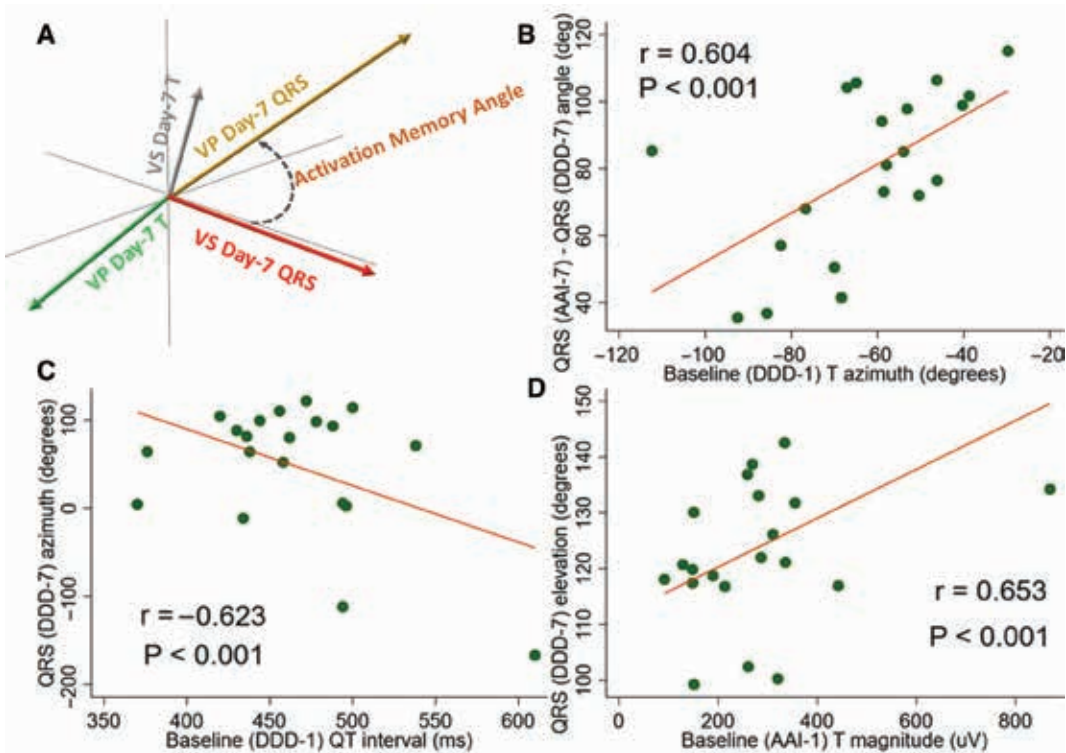 A
VS Day-7 T
VP Day-7 QRS
Activation Memory Angle
VP Day-7 T
VS Day-7 QRS
B
QRS (AAI-7) - QRS (DDD-7) angle (deg)
120
100
80
60
40
r = 0.604
P < 0.001
−120 −100 −80 −60 −40 −20
Baseline (DDD-1) T azimuth (degrees)
C
QRS (DDD-7) azimuth (degrees)
100
0
−100
−200
r = −0.623
P < 0.001
350 400 450 500 550 600
Baseline (DDD-1) QT interval (ms)
D
QRS (DDD-7) elevation (degrees)
150
140
130
120
110
100
r = 0.653
P < 0.001
0 200 400 600 800
Baseline (AAI-1) T magnitude (uV)